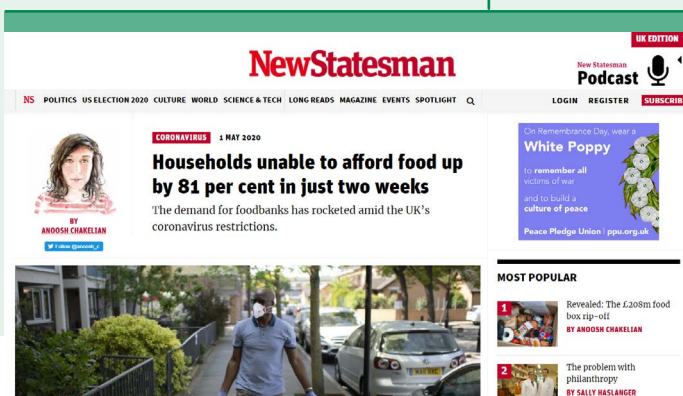 UK EDITION
NewStatesman
New Statesman
Podcast
NS POLITICS US ELECTION 2020 CULTURE WORLD SCIENCE & TECH LONG READS MAGAZINE EVENTS SPOTLIGHT
LOGIN REGISTER SUBSCRIB
CORONAVIRUS 1 MAY 2020
Households unable to afford food up
by 81 per cent in just two weeks
The demand for foodbanks has rocketed amid the UK's
coronavirus restrictions.
BY
ANOOSH CHAKELIAN
Follow @anoosh_c
On Remembrance Day, wear a
White Poppy
to remember all
victims of war
and to build a
culture of peace
Peace Pledge Union | ppu.org.uk
MOST POPULAR
1
Revealed: The £208m food
box rip-off
BY ANOOSH CHAKELIAN
2
The problem with
philanthropy
BY SALLY HASLANGER